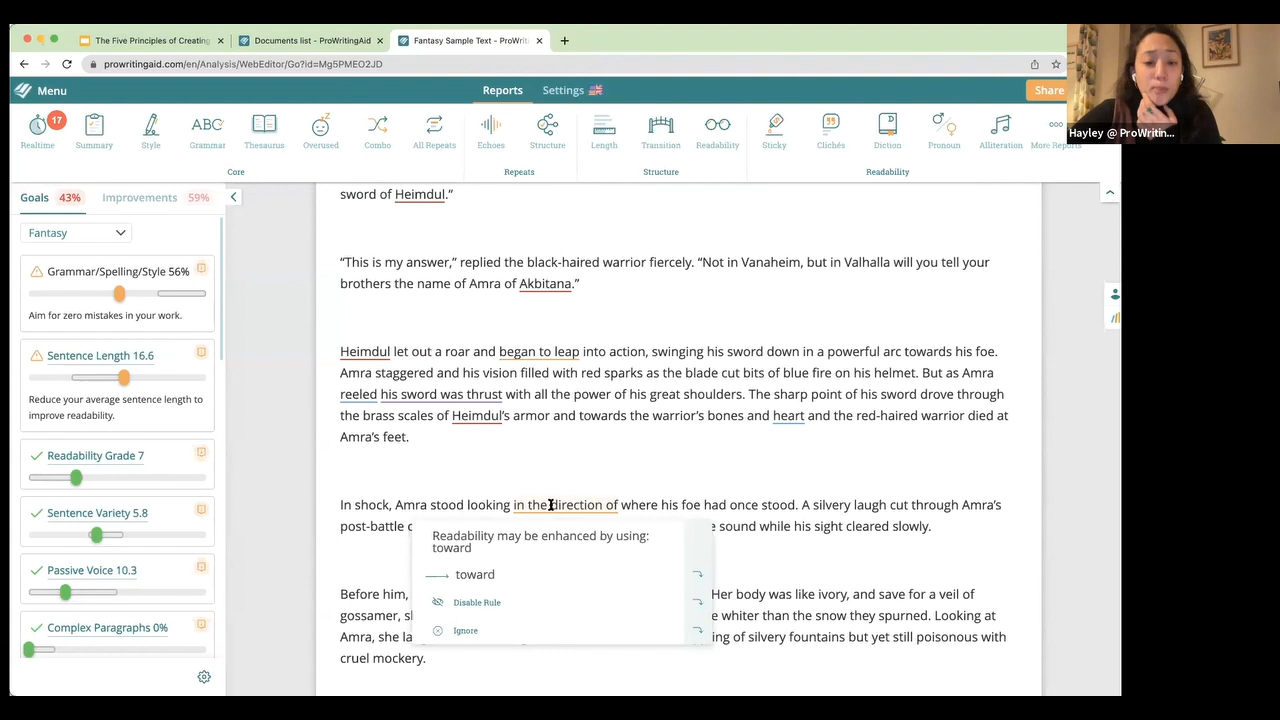 The Five Principles of Creating
Documents list - ProWritingAid
Fantasy Sample Text - ProWriti
prowritingaid.com/en/Analysis/WebEditor/Go?id=Mg5PMEO2JD
Menu
Reports
Settings
Share
Hayley @ ProWritin...
17
Realtime
Summary
Style
ABC
Grammar
Thesaurus
Overused
Combo
All Repeats
Echoes
Structure
Length
Transition
Readability
Sticky
Clichés
Diction
Pronoun
Alliteration
More Reports
Core
Repeats
Structure
Readability
Goals 43%
Improvements 59%
Fantasy
Grammar/Spelling/Style 56%
Aim for zero mistakes in your work.
Sentence Length 16.6
Reduce your average sentence length to
improve readability.
Readability Grade 7
Sentence Variety 5.8
Passive Voice 10.3
Complex Paragraphs 0%
sword of Heimdul.”
“This is my answer,” replied the black-haired warrior fiercely. “Not in Vanaheim, but in Valhalla will you tell your
brothers the name of Amra of Akbitana.”
Heimdul let out a roar and began to leap into action, swinging his sword down in a powerful arc towards his foe.
Amra staggered and his vision filled with red sparks as the blade cut bits of blue fire on his helmet. But as Amra
reeled his sword was thrust with all the power of his great shoulders. The sharp point of his sword drove through
the brass scales of Heimdul’s armor and towards the warrior’s bones and heart and the red-haired warrior died at
Amra’s feet.
In shock, Amra stood looking in the direction of where his foe had once stood. A silvery laugh cut through Amra’s
post-battle sound while his sight cleared slowly.
Readability may be enhanced by using:
toward
toward
Disable Rule
Ignore
Before him, Her body was like ivory, and save for a veil of
gossamer, whiter than the snow they spurned. Looking at
Amra, she of silvery fountains but yet still poisonous with
cruel mockery.